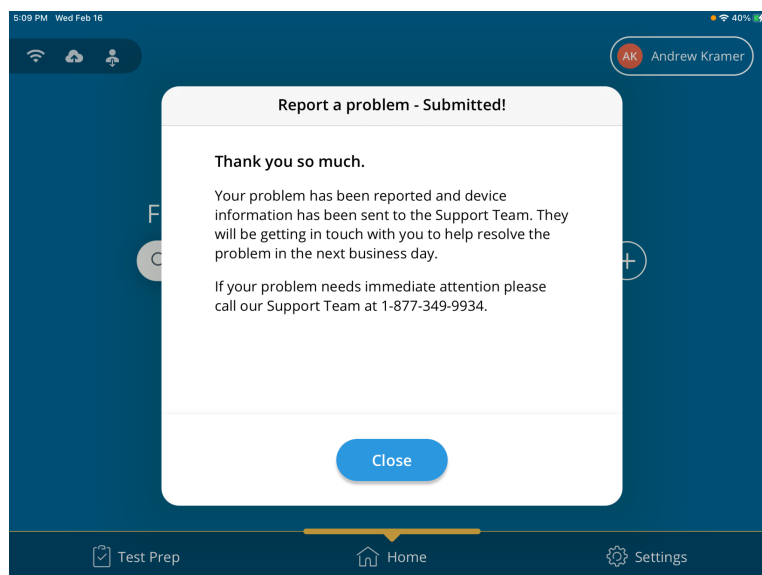 5:09 PM Wed Feb 16
40%
AK Andrew Kramer
Report a problem - Submitted!
Thank you so much.
Your problem has been reported and device
information has been sent to the Support Team. They
will be getting in touch with you to help resolve the
problem in the next business day.
If your problem needs immediate attention please
call our Support Team at 1-877-349-9934.
F
Close
Test Prep
Home
Settings